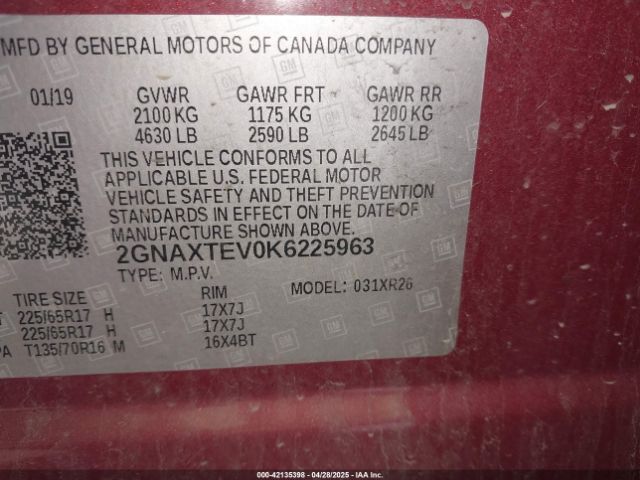 MFD BY GENERAL MOTORS OF CANADA COMPANY
01/19 GVWR GAWR FRT GAWR RR
2100 KG 1175 KG 1200 KG
4630 LB 2590 LB 2645 LB
THIS VEHICLE CONFORMS TO ALL
APPLICABLE U.S. FEDERAL MOTOR
VEHICLE SAFETY AND THEFT PREVENTION
STANDARDS IN EFFECT ON THE DATE OF
MANUFACTURE SHOWN ABOVE.
2GNAXTEV0K6225963
TYPE: M.P.V. MODEL: 031XR26
TIRE SIZE RIM
T 225/65R17 H 17X7J
225/65R17 H 17X7J
PA T135/70R16 M 16X4BT
000-42135398 - 04/28/2025 - IAA Inc.